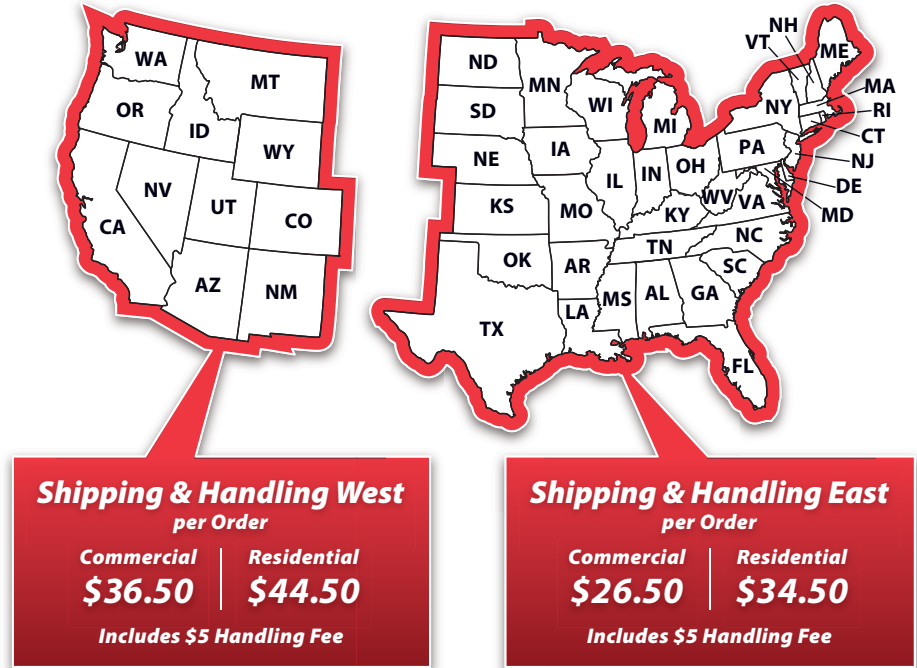 WA
MT
OR
ID
WY
NV
UT
CO
CA
AZ
NM
NH
VT
ME
ND
MN
WI
MI
NY
MA
RI
CT
SD
NE
IA
IL
IN
OH
PA
NJ
DE
MD
KS
MO
KY
WV
VA
OK
AR
TN
NC
SC
TX
LA
MS
AL
GA
FL
Shipping & Handling West
per Order
Commercial Residential
$36.50 $44.50
Includes $5 Handling Fee
Shipping & Handling East
per Order
Commercial Residential
$26.50 $34.50
Includes $5 Handling Fee